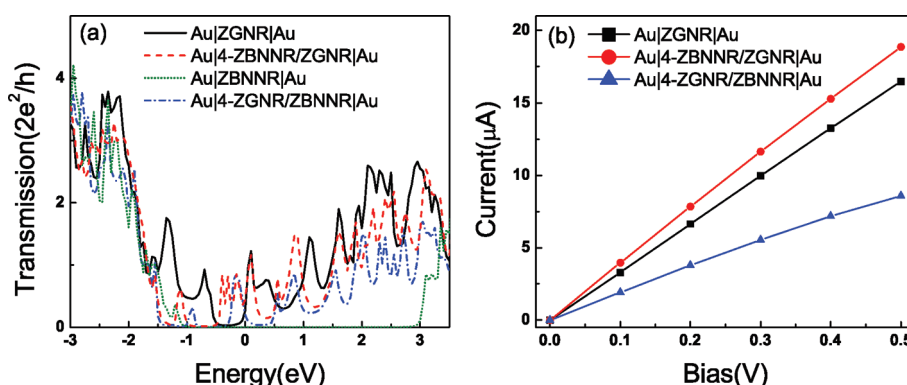 (a)
Au|ZGNR|Au
Au|4-ZBNNR/ZGNR|Au
Au|ZBNNR|Au
Au|4-ZGNR/ZBNNR|Au
Transmission(2e²/h)
4
2
0
-3 -2 -1 0 1 2 3
Energy(eV)
(b)
Au|ZGNR|Au
Au|4-ZBNNR/ZGNR|Au
Au|4-ZGNR/ZBNNR|Au
Current(μA)
20
15
10
5
0
0.0 0.1 0.2 0.3 0.4 0.5
Bias(V)